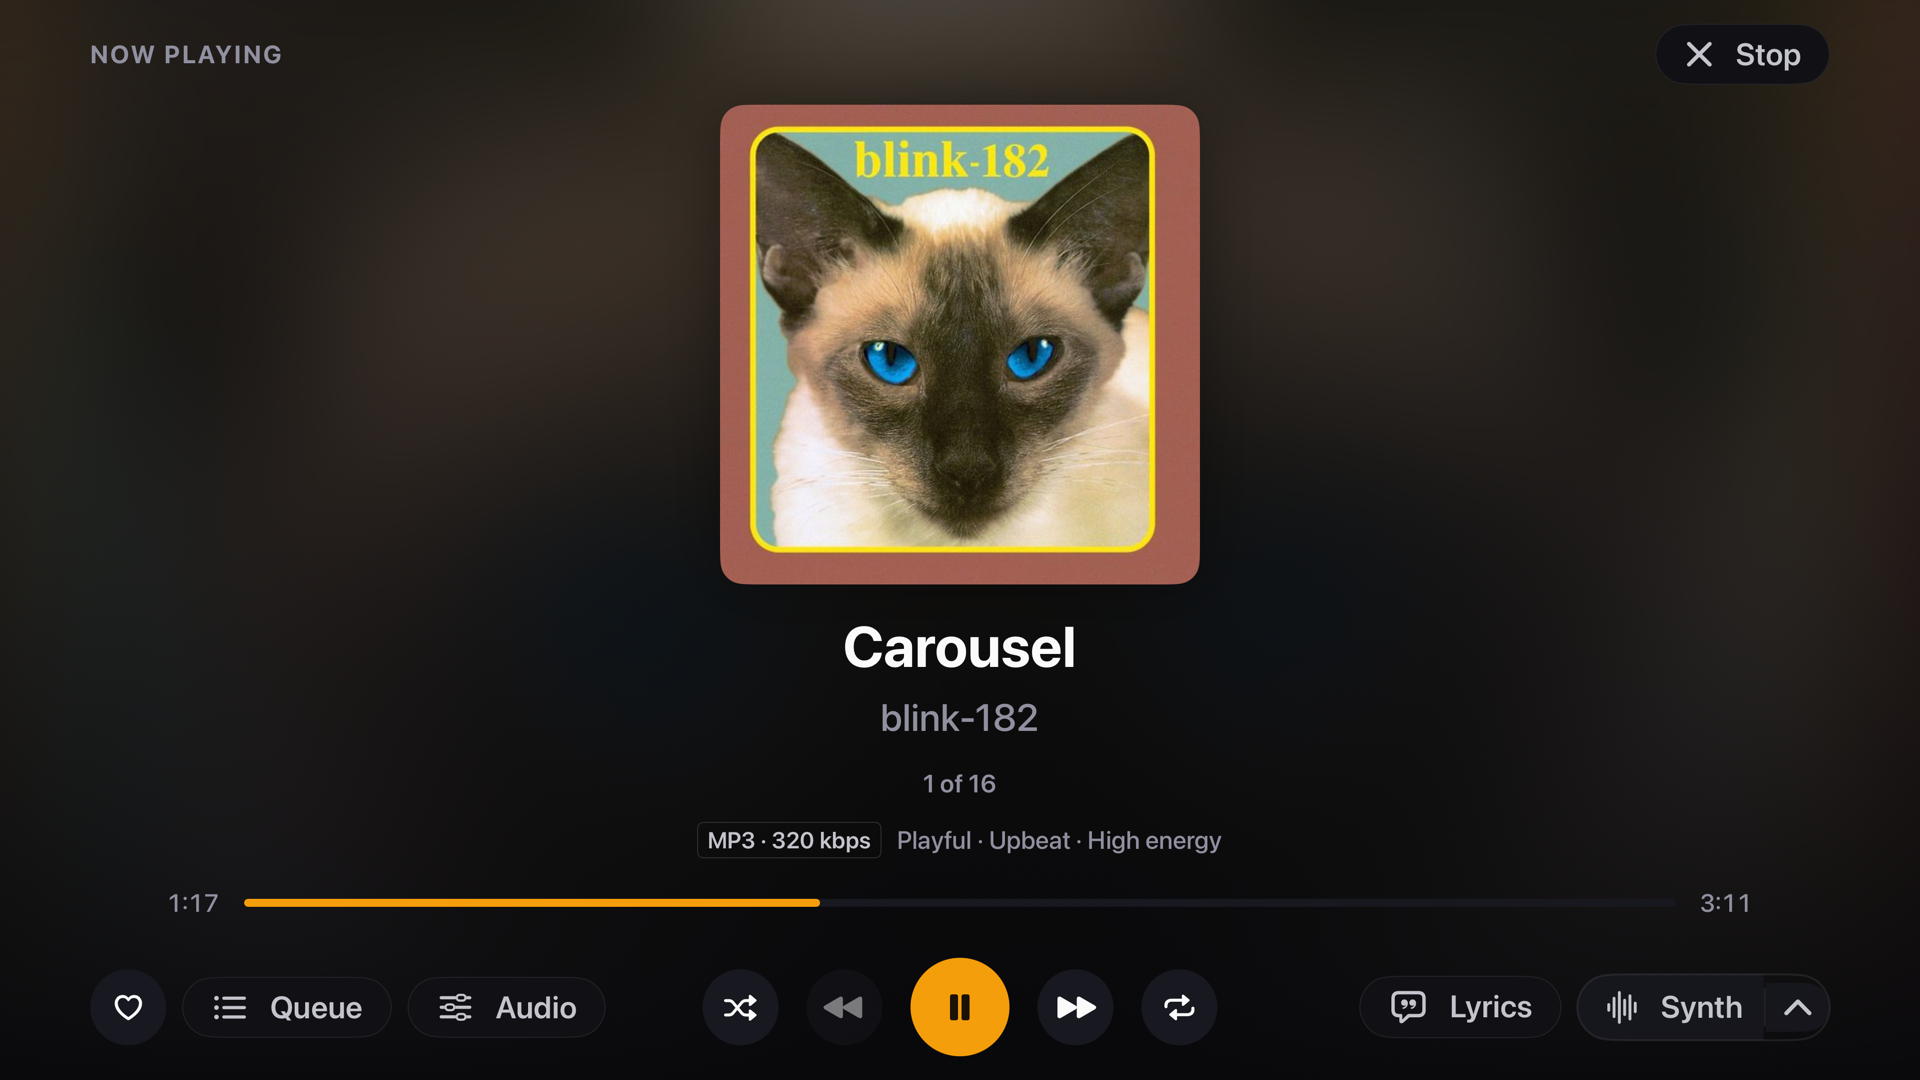 NOW PLAYING
Stop
blink-182
Carousel
blink-182
1 of 16
MP3 · 320 kbps Playful · Upbeat · High energy
1:17 3:11
Queue Audio Lyrics Synth